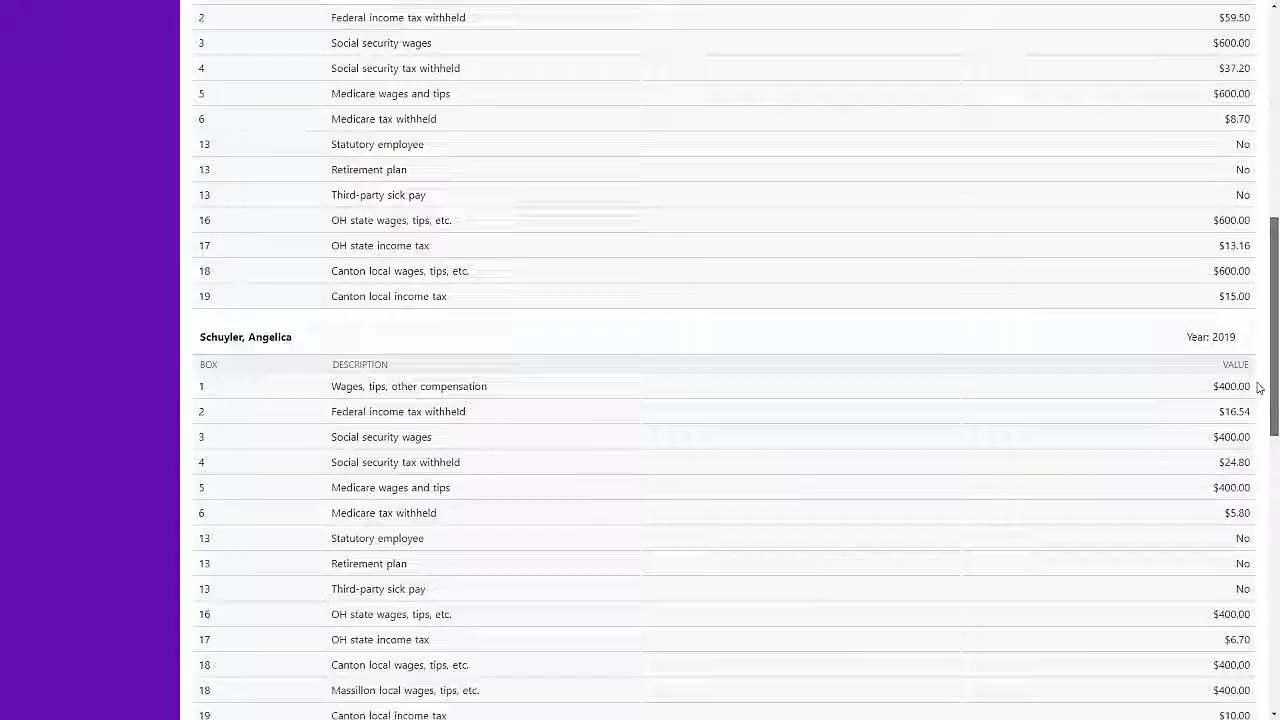 2 Federal income tax withheld $59.50
3 Social security wages $600.00
4 Social security tax withheld $37.20
5 Medicare wages and tips $600.00
6 Medicare tax withheld $8.70
13 Statutory employee No
13 Retirement plan No
13 Third-party sick pay No
16 OH state wages, tips, etc. $600.00
17 OH state income tax $13.16
18 Canton local wages, tips, etc. $600.00
19 Canton local income tax $15.00
Schuyler, Angelica Year: 2019
BOX DESCRIPTION VALUE
1 Wages, tips, other compensation $400.00
2 Federal income tax withheld $16.54
3 Social security wages $400.00
4 Social security tax withheld $24.80
5 Medicare wages and tips $400.00
6 Medicare tax withheld $5.80
13 Statutory employee No
13 Retirement plan No
13 Third-party sick pay No
16 OH state wages, tips, etc. $400.00
17 OH state income tax $6.70
18 Canton local wages, tips, etc. $400.00
18 Massillon local wages, tips, etc. $400.00
19 Canton local income tax $10.00